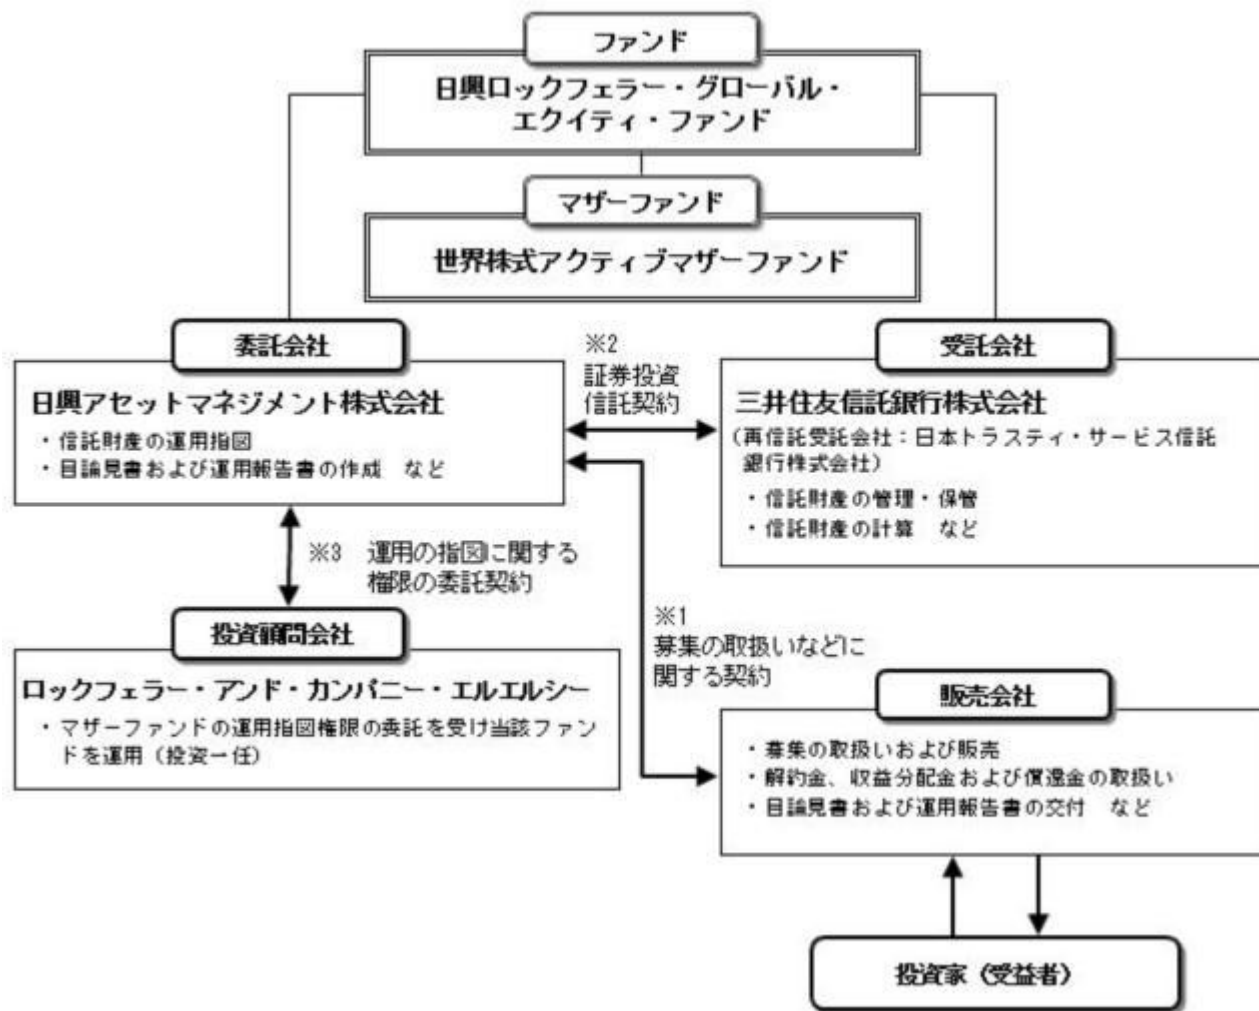 ファンド
日興ロックフェラー・グローバル・
エクイティ・ファンド
マザーファンド
世界株式アクティブマザーファンド
委託会社
日興アセットマネジメント株式会社
・信託財産の運用指図
・目論見書および運用報告書の作成　など
※2
証券投資
信託契約
受託会社
三井住友信託銀行株式会社
（再信託受託会社：日本トラスティ・サービス信託
銀行株式会社）
・信託財産の管理・保管
・信託財産の計算　など
※3　運用の指図に関する
権限の委託契約
投資顧問会社
ロックフェラー・アンド・カンパニー・エルエルシー
・マザーファンドの運用指図権限の委託を受け当該ファン
ドを運用（投資一任）
※1
募集の取扱いなどに
関する契約
販売会社
・募集の取扱いおよび販売
・解約金、収益分配金および償還金の取扱い
・目論見書および運用報告書の交付　など
投資家（受益者）